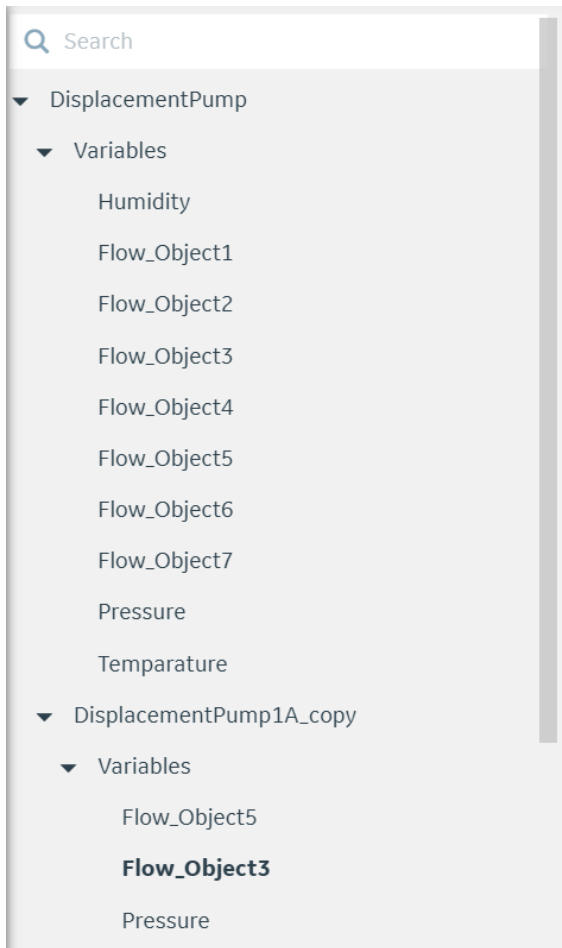 Search
DisplacementPump
Variables
Humidity
Flow_Object1
Flow_Object2
Flow_Object3
Flow_Object4
Flow_Object5
Flow_Object6
Flow_Object7
Pressure
Temparature
DisplacementPump1A_copy
Variables
Flow_Object5
Flow_Object3
Pressure